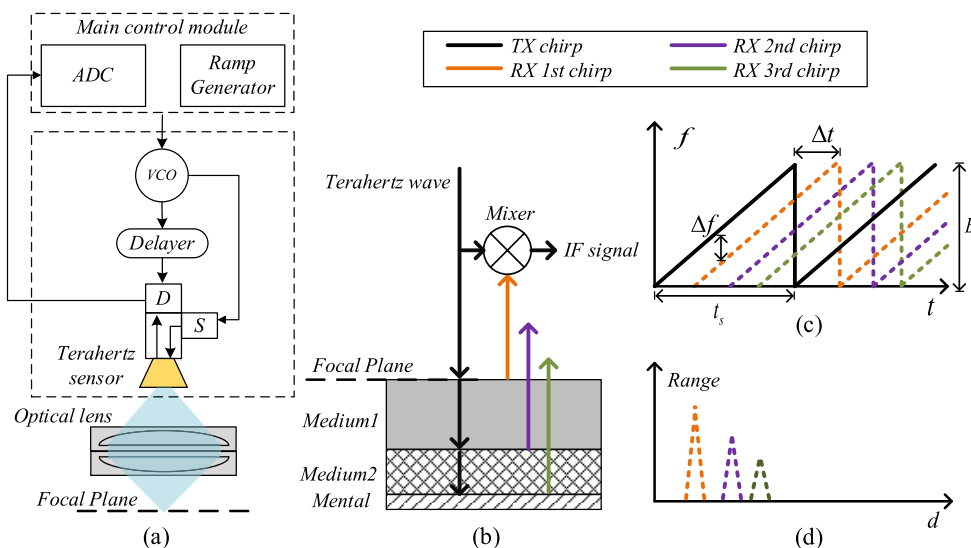 Main control module
ADC
Ramp
Generator
VCO
Delayer
D
S
Terahertz
sensor
Optical lens
Focal Plane
(a)
TX chirp
RX 1st chirp
RX 2nd chirp
RX 3rd chirp
Terahertz wave
Mixer
IF signal
Focal Plane
Medium1
Medium2
Mental
(b)
f
Δt
Δf
B
t_s
t
(c)
Range
d
(d)